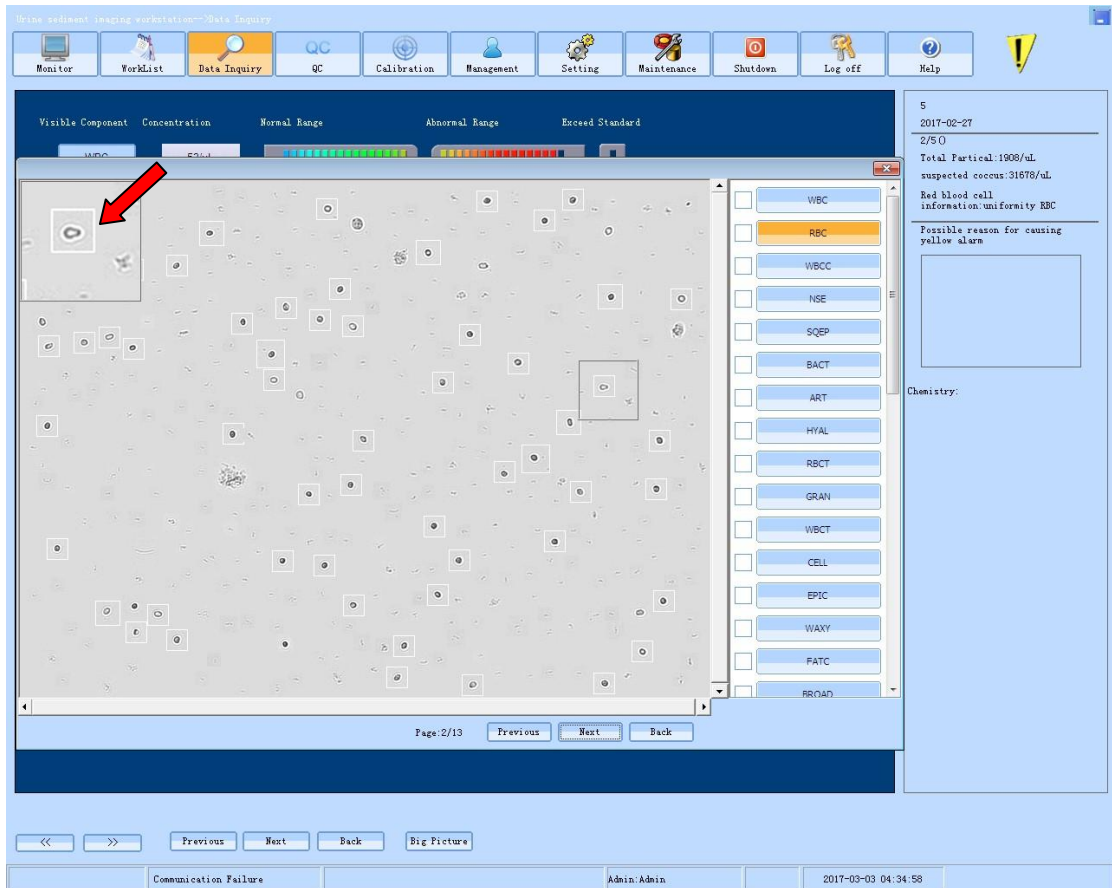 Urine sediment imaging workstation-->Data Inquiry
Monitor
WorkList
Data Inquiry
QC
QC
Calibration
Management
Setting
Maintenance
Shutdown
Log off
Help
Visible Component Concentration Normal Range Abnormal Range Exceed Standard
WBC
WBC
RBC
WBCC
NSE
SQEP
BACT
ART
HYAL
RBCT
GRAN
WBCT
CELL
EPIC
WAXY
FATC
BROAD
Page:2/13 Previous Next Back
5
2017-02-27
2/5()
Total Partical:1908/uL
suspected coccus:31678/uL
Red blood cell
information:uniformity RBC
Possible reason for causing
yellow alarm
Chemistry:
<< >> Previous Next Back Big Picture
Communication Failure Admin:Admin 2017-03-03 04:34:58